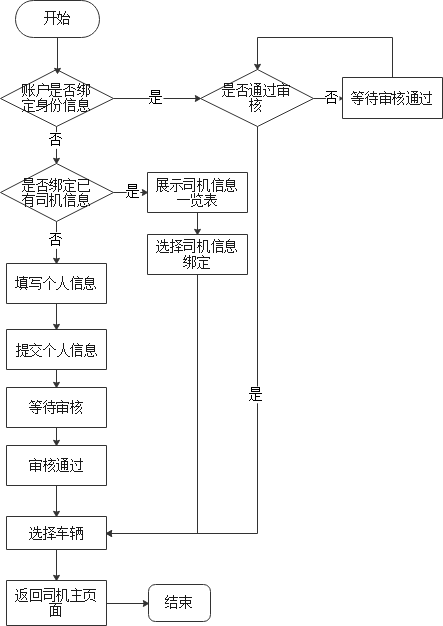 开始
账户是否绑
定身份信息
是
是否通过审
核
否
等待审核通过
否
是否绑定已
有司机信息
是
展示司机信息
一览表
否
选择司机信息
绑定
填写个人信息
提交个人信息
是
等待审核
审核通过
选择车辆
返回司机主页
面
结束